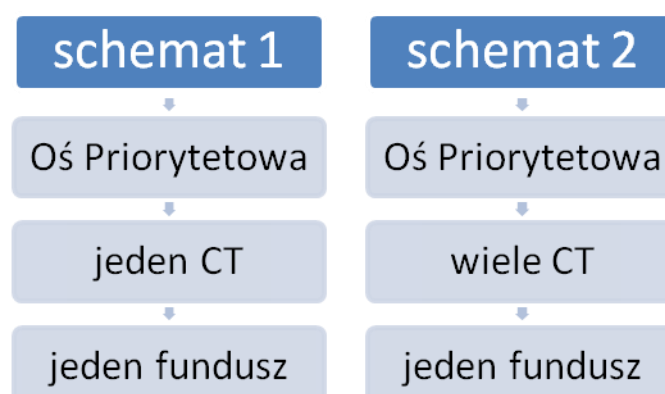 schemat 1
Oś Priorytetowa
jeden CT
jeden fundusz
schemat 2
Oś Priorytetowa
wiele CT
jeden fundusz